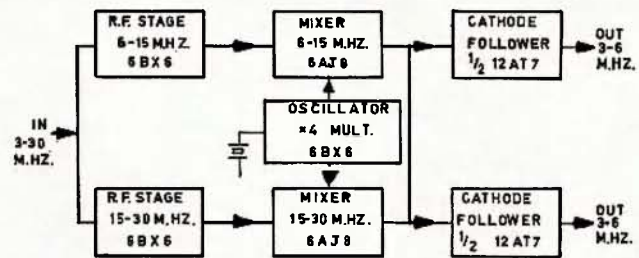 R.F. STAGE
6-15 M.HZ.
6BX6
MIXER
6-15 M.HZ.
6AJ8
CATHODE
FOLLOWER
1/2 12AT7
OUT
3-6
M.HZ.
IN
3-30
M.HZ.
OSCILLATOR
×4 MULT.
6BX6
R.F. STAGE
15-30 M.HZ.
6BX6
MIXER
15-30 M.HZ.
6AJ8
CATHODE
FOLLOWER
1/2 12AT7
OUT
3-6
M.HZ.